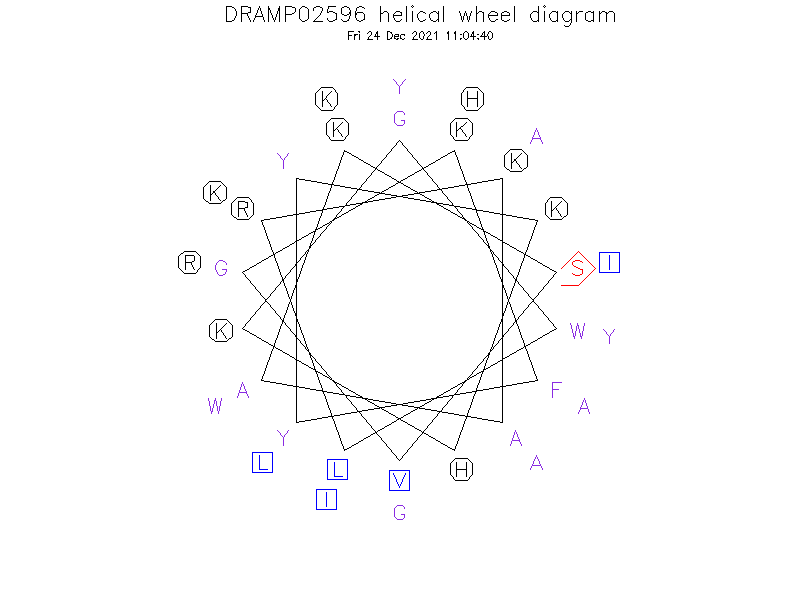 DRAMP02596 helical wheel diagram
Fri 24 Dec 2021 11:04:40
Y
K H
G
K K A
Y K
K R K
R G S I
K W Y
W A F A
Y A
L L H A
V
I
G